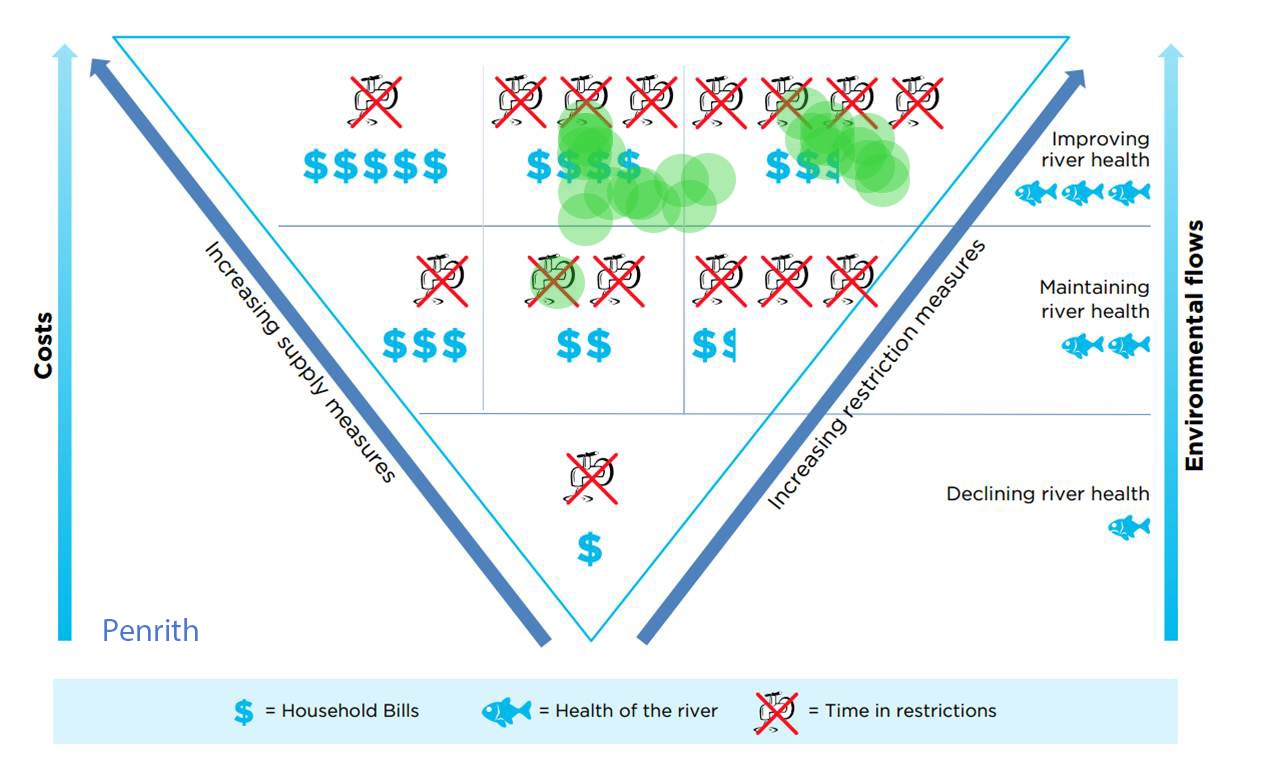 $$$$$
$$$$
$$$
Improving
river health
Increasing supply measures
Increasing restriction measures
Costs
Environmental flows
Maintaining
river health
$$$
$$
$$
Declining river health
$
Penrith
$ = Household Bills
= Health of the river
= Time in restrictions